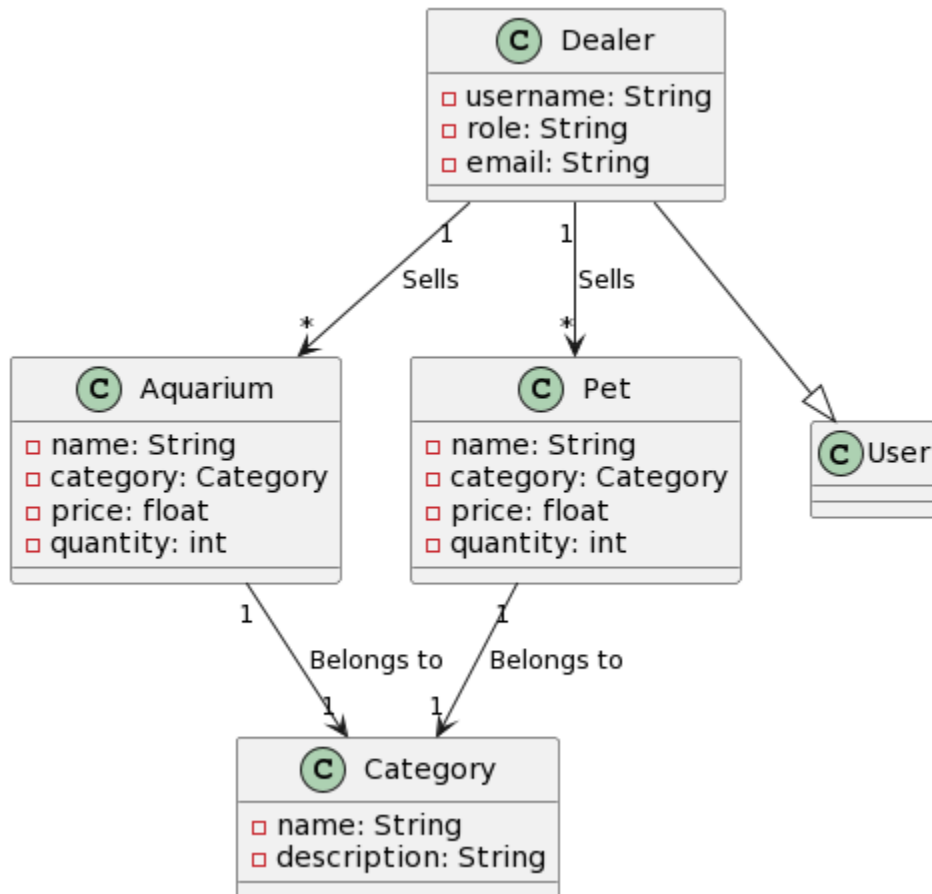 C Dealer
username: String
role: String
email: String
1
1
Sells
Sells
*
*
C Aquarium
name: String
category: Category
price: float
quantity: int
C Pet
name: String
category: Category
price: float
quantity: int
C User
1
1
Belongs to
Belongs to
1
1
C Category
name: String
description: String